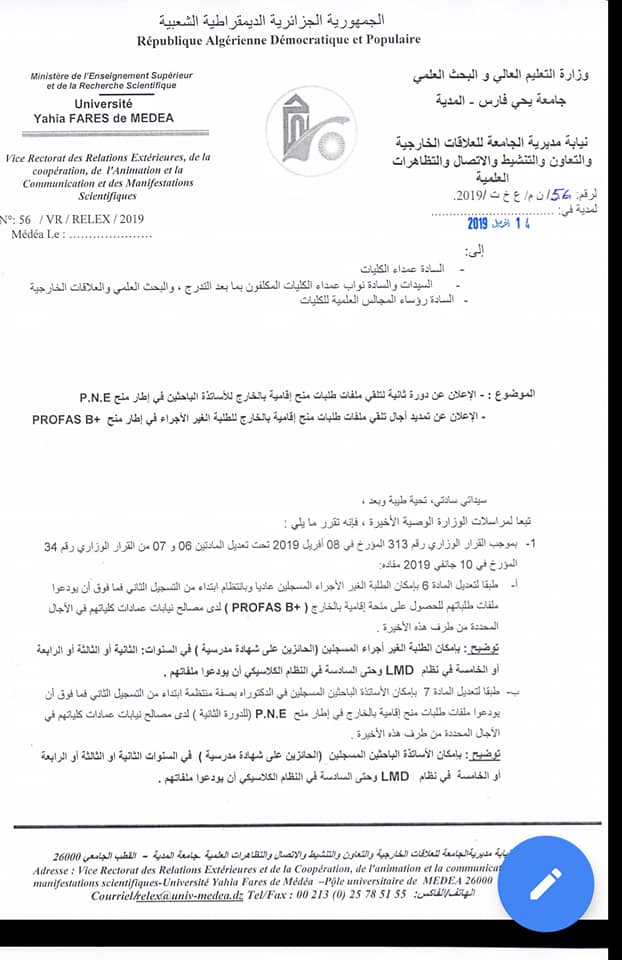 الجمهورية الجزائرية الديمقراطية الشعبية
République Algérienne Démocratique et Populaire
Ministère de l'Enseignement Supérieur
et de la Recherche Scientifique
Université
Yahia FARES de MEDEA
Vice Rectorat des Relations Extérieures, de la
coopération, de l'Animation et la
Communication et des Manifestations
Scientifiques
N°: 56 / VR / RELEX / 2019
Médéa Le : .....................
وزارة التعليم العالي و البحث العلمي
جامعة يحي فارس - المدية
نيابة مديرية الجامعة للعلاقات الخارجية
والتعاون والتنشيط والاتصال والتظاهرات
العلمية
لرقم: 56/ ن م/ ع خ ت /2019.
لمدية في: ..............................
14 افريل 2019
إلى:
- السادة عمداء الكليات
- السيدات والسادة نواب عمداء الكليات المكلفون بما بعد التدرج ، والبحث العلمي والعلاقات الخارجية
- السادة رؤساء المجالس العلمية للكليات
الموضوع : - الإعلان عن دورة ثانية لتلقي ملفات طلبات منح إقامية بالخارج للأساتذة الباحثين في إطار منح P.N.E
- الإعلان عن تمديد أجال تلقي ملفات طلبات منح إقامية بالخارج للطلبة الغير الأجراء في إطار منح PROFAS B+
سيداتي سادتي، تحية طيبة وبعد ،
تبعا لمراسلات الوزارة الوصية الأخيرة ، فإنه تقرر ما يلي :
1- بموجب القرار الوزاري رقم 313 المؤرخ في 08 أفريل 2019 تحت تعديل المادتين 06 و 07 من القرار الوزاري رقم 34
المؤرخ في 10 جانفي 2019 مفاده:
أ- طبقا لتعديل المادة 6 بإمكان الطلبة الغير الأجراء المسجلين عاديا وبانتظام ابتداء من التسجيل الثاني فما فوق أن يودعوا
ملفات طلباتهم للحصول على منحة إقامية بالخارج ( PROFAS B+ ) لدى مصالح نيابات عمادات كلياتهم في الآجال
المحددة من طرف هذه الأخيرة .
توضيح : بإمكان الطلبة الغير أجراء المسجلين (الحائزين على شهادة مدرسية ) في السنوات: الثانية أو الثالثة أو الرابعة
أو الخامسة في نظام LMD وحتى السادسة في النظام الكلاسيكي أن يودعوا ملفاتهم .
ب- طبقا لتعديل المادة 7 بإمكان الأساتذة الباحثين المسجلين في الدكتوراه بصفة منتظمة ابتداء من التسجيل الثاني فما فوق أن
يودعوا ملفات طلبات منح إقامية بالخارج في إطار منح P.N.E (للدورة الثانية ) لدى مصالح نيابات عمادات كلياتهم في
الآجال المحددة من طرف هذه الأخيرة .
توضيح : بإمكان الأساتذة الباحثين المسجلين (الحائزين على شهادة مدرسية ) في السنوات الثانية او الثالثة أو الرابعة
أو الخامسة في نظام LMD وحتى السادسة في النظام الكلاسيكي أن يودعوا ملفاتهم .
نيابة مديريةالجامعة للعلاقات الخارجية والتعاون والتنشيط والاتصال والتظاهرات العلمية -جامعة المدية - القطب الجامعي 26000
Adresse : Vice Rectorat des Relations Extérieures et de la Coopération, de l'animation et la
manifestations scientifiques-Université Yahia Fares de Médéa –Pôle universitaire de MEDEA 26000
Courriel/relex@univ-medea.dz Tel/Fax : 00 213 (0) 25 78 51 55 الهاتف/الفاكس: